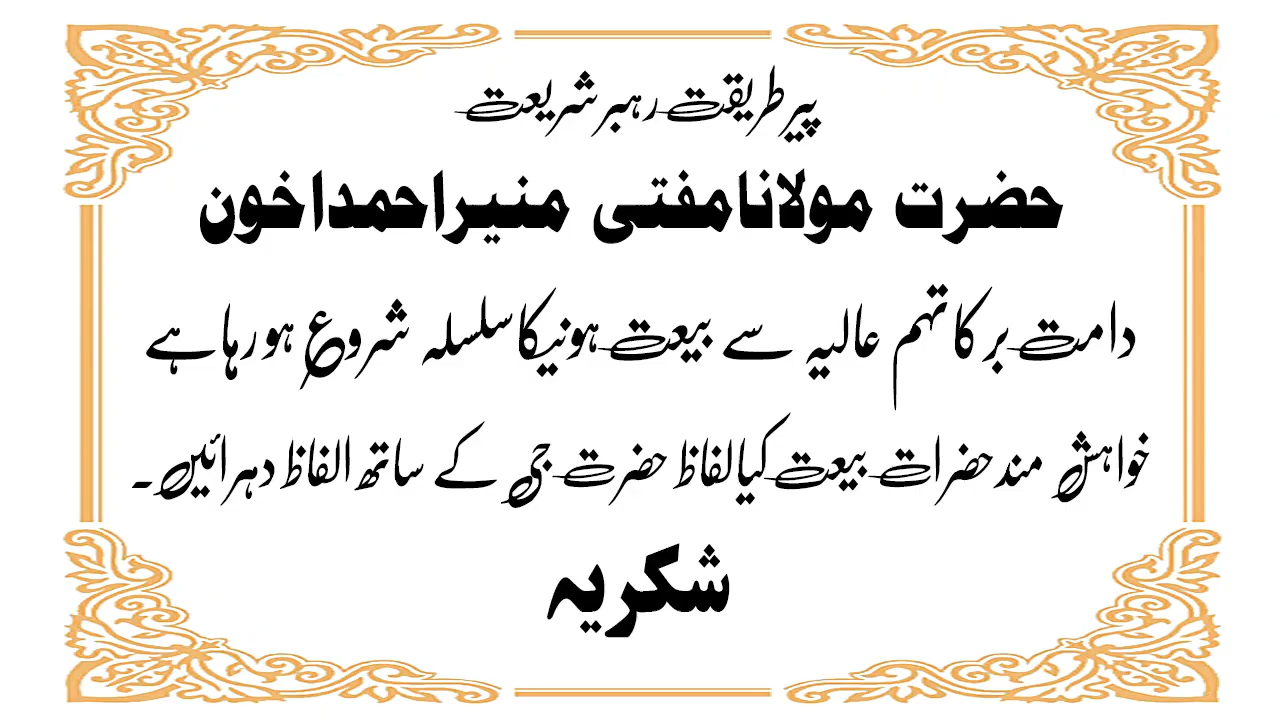 پیر طریقت رہبر شریعت
حضرت مولانا مفتی منیر احمد اخون
دامت برکاتہم عالیہ سے بیعت ہونیکا سلسلہ شروع ہو رہا ہے
خواہش مند حضرات بیعت کیا لفاظ حضرت جی کے ساتھ الفاظ دہرائیں۔
شکریہ